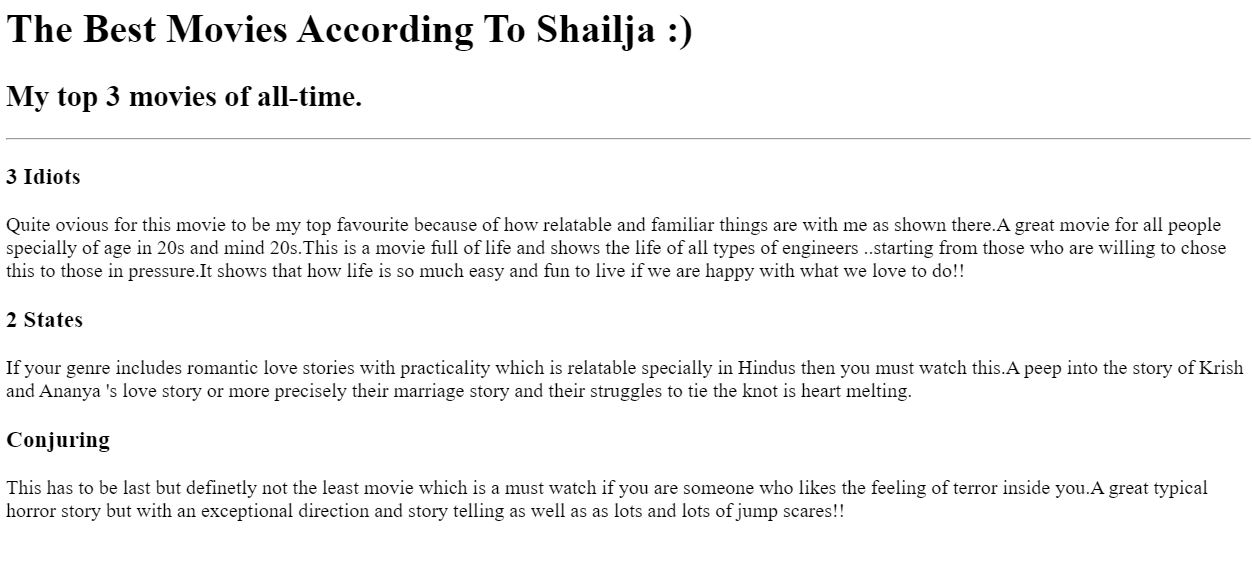 The Best Movies According To Shailja :)
My top 3 movies of all-time.
3 Idiots
Quite ovious for this movie to be my top favourite because of how relatable and familiar things are with me as shown there.A great movie for all people
specially of age in 20s and mind 20s.This is a movie full of life and shows the life of all types of engineers ..starting from those who are willing to chose
this to those in pressure.It shows that how life is so much easy and fun to live if we are happy with what we love to do!!
2 States
If your genre includes romantic love stories with practicality which is relatable specially in Hindus then you must watch this.A peep into the story of Krish
and Ananya 's love story or more precisely their marriage story and their struggles to tie the knot is heart melting.
Conjuring
This has to be last but definetly not the least movie which is a must watch if you are someone who likes the feeling of terror inside you.A great typical
horror story but with an exceptional direction and story telling as well as as lots and lots of jump scares!!